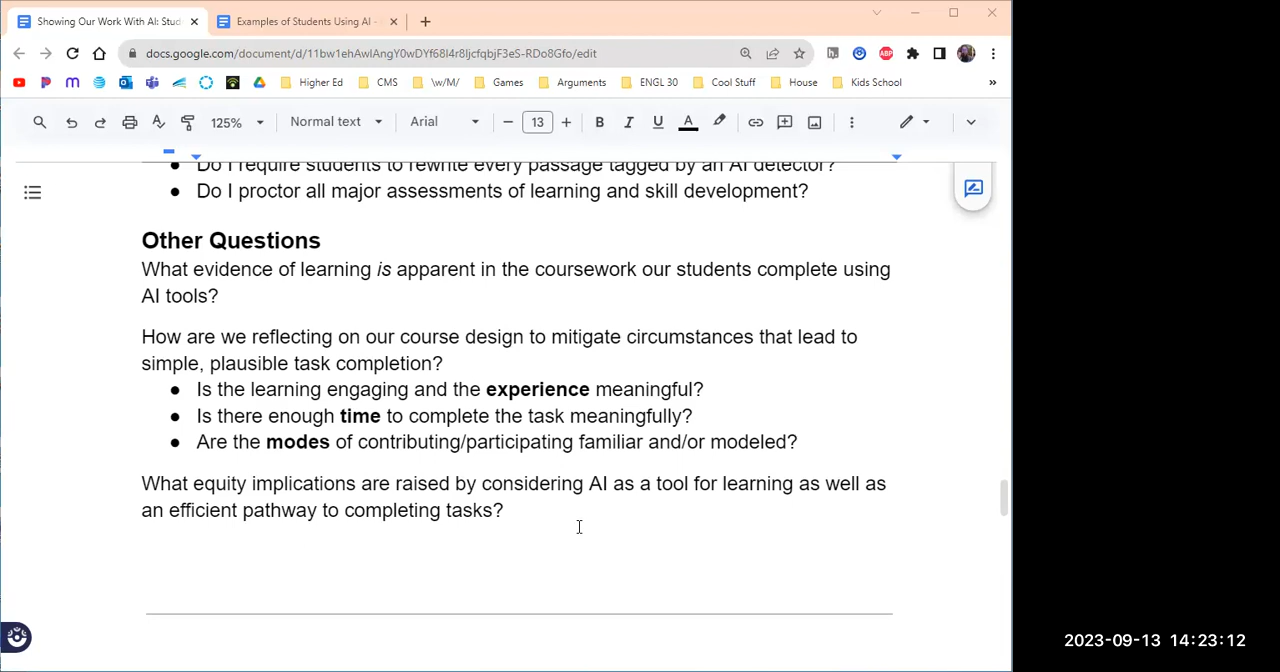 Showing Our Work With AI: Stud
Examples of Students Using AI -
docs.google.com/document/d/11bw1ehAwlAngY0wDYf68l4r8ljcfqbjF3eS-RDo8Gfo/edit
Higher Ed
CMS
\w/M/
Games
Arguments
ENGL 30
Cool Stuff
House
Kids School
»
125%
Normal text
Arial
13
Do I require students to rewrite every passage tagged by an AI detector?
Do I proctor all major assessments of learning and skill development?
Other Questions
What evidence of learning is apparent in the coursework our students complete using
AI tools?
How are we reflecting on our course design to mitigate circumstances that lead to
simple, plausible task completion?
Is the learning engaging and the experience meaningful?
Is there enough time to complete the task meaningfully?
Are the modes of contributing/participating familiar and/or modeled?
What equity implications are raised by considering AI as a tool for learning as well as
an efficient pathway to completing tasks?
2023-09-13 14:23:12